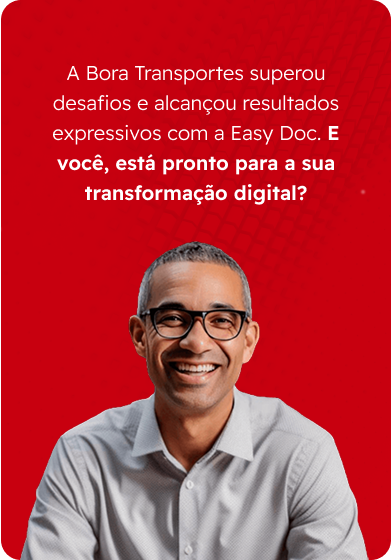 A Bora Transportes superou
desafios e alcançou resultados
expressivos com a Easy Doc. E
você, está pronto para a sua
transformação digital?